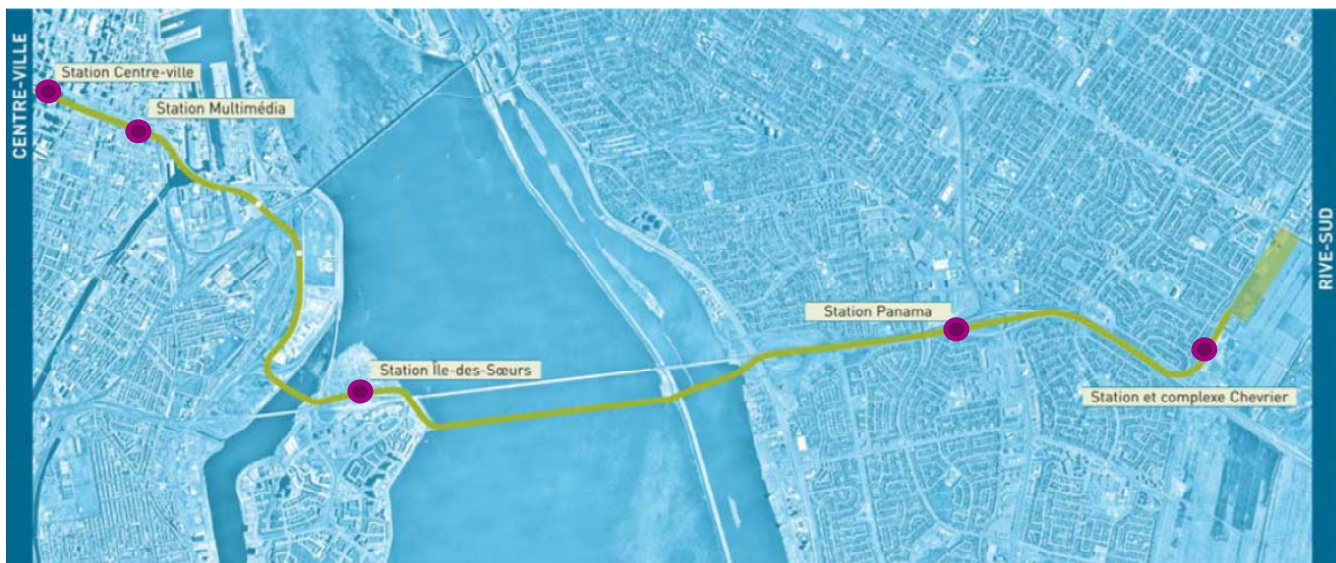 CENTRE-VILLE
Station Centre-ville
Station Multimédia
Station Île-des-Sœurs
Station Panama
Station et complexe Chevrier
RIVE-SUD